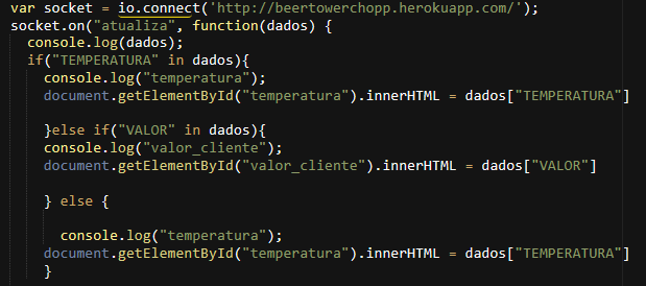 var socket = io.connect('http://beertowerchopp.herokuapp.com/');
socket.on("atualiza", function(dados) {
console.log(dados);
if("TEMPERATURA" in dados){
console.log("temperatura");
document.getElementById("temperatura").innerHTML = dados["TEMPERATURA"]
}else if("VALOR" in dados){
console.log("valor_cliente");
document.getElementById("valor_cliente").innerHTML = dados["VALOR"]
} else {
console.log("temperatura");
document.getElementById("temperatura").innerHTML = dados["TEMPERATURA"]
}